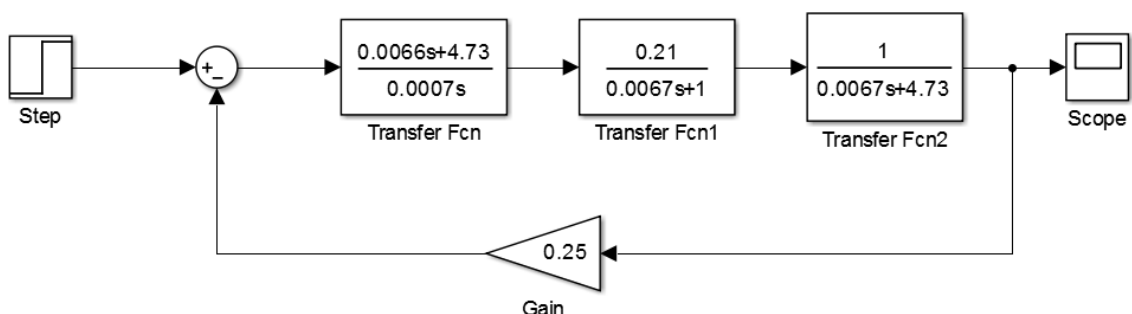 Step
+
−
0.0066s+4.73
0.0007s
Transfer Fcn
0.21
0.0067s+1
Transfer Fcn1
1
0.0067s+4.73
Transfer Fcn2
Scope
0.25
Gain